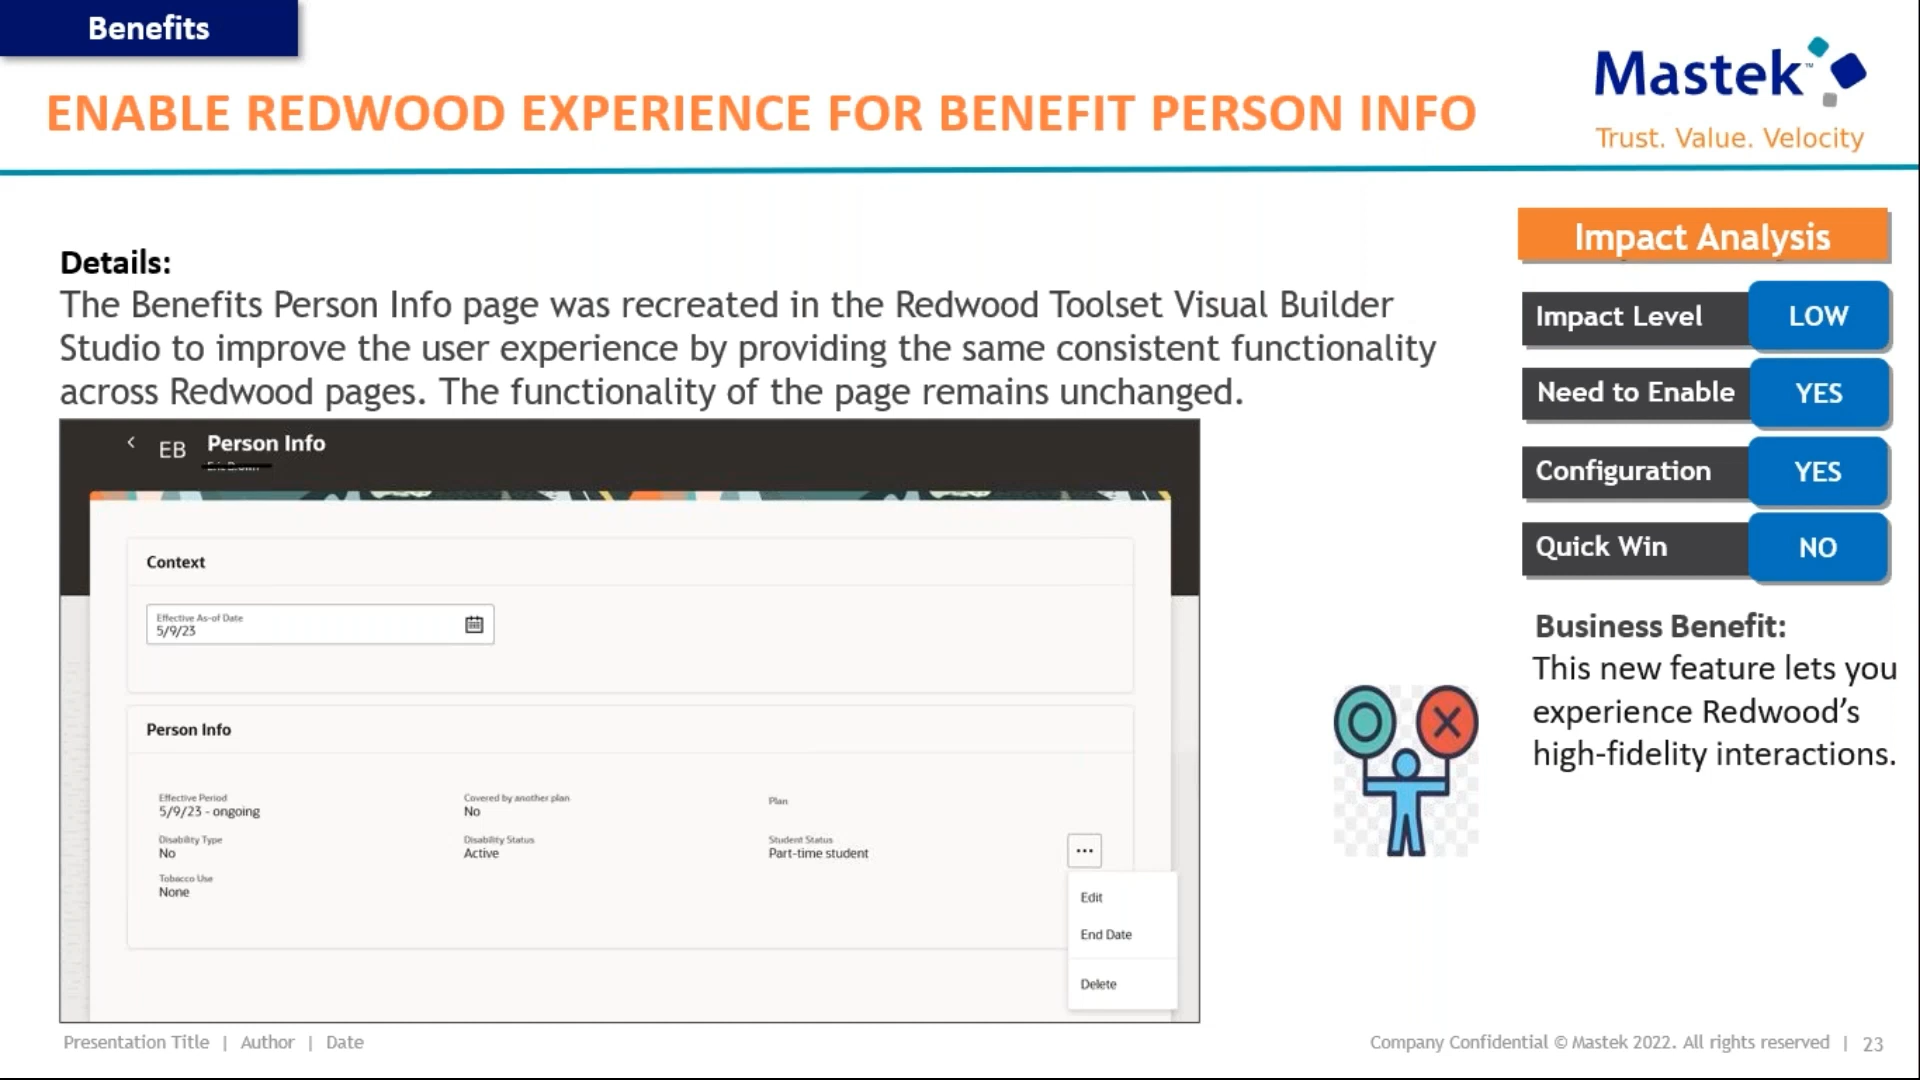 Benefits
Mastek™
Trust. Value. Velocity
ENABLE REDWOOD EXPERIENCE FOR BENEFIT PERSON INFO
Details:
The Benefits Person Info page was recreated in the Redwood Toolset Visual Builder
Studio to improve the user experience by providing the same consistent functionality
across Redwood pages. The functionality of the page remains unchanged.
EB
Person Info
Context
Effective As-of Date
5/9/23
Person Info
Effective Period
5/9/23 - ongoing
Covered by another plan
No
Plan
Disability Type
No
Disability Status
Active
Student Status
Part-time student
Tobacco Use
None
Edit
End Date
Delete
Impact Analysis
Impact Level LOW
Need to Enable YES
Configuration YES
Quick Win NO
Business Benefit:
This new feature lets you
experience Redwood’s
high-fidelity interactions.
Presentation Title | Author | Date
Company Confidential © Mastek 2022. All rights reserved | 23